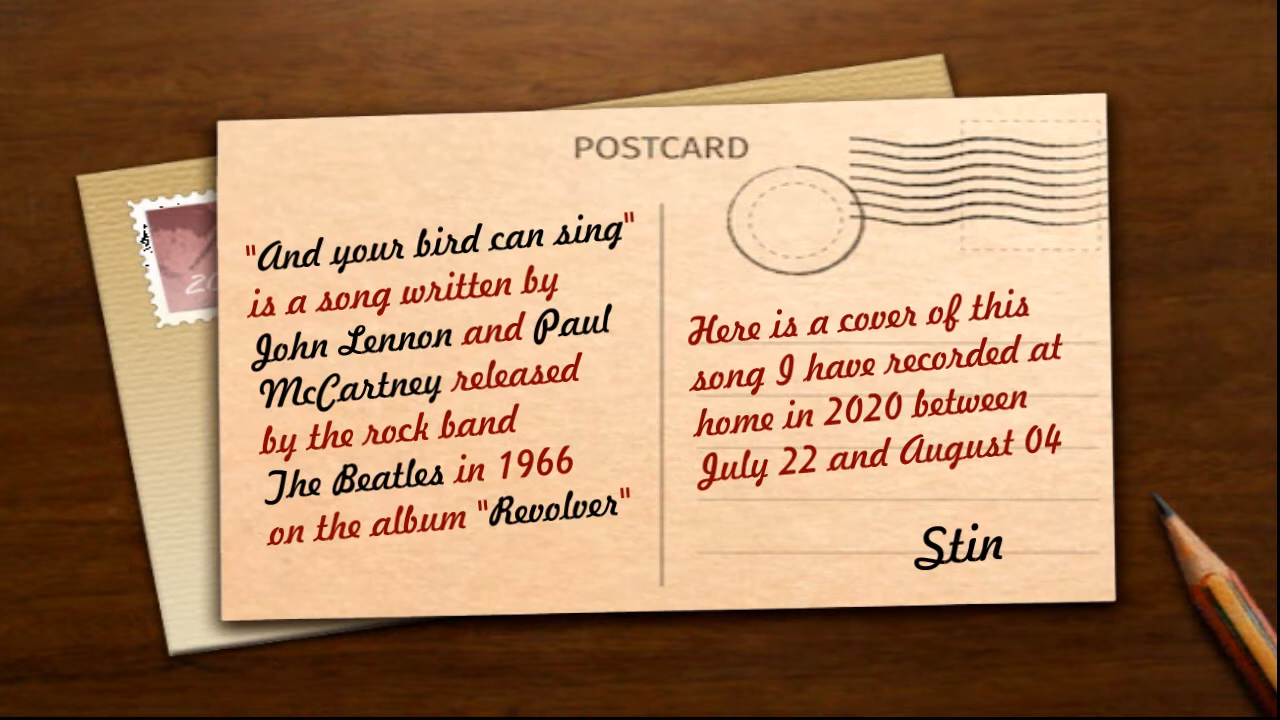 POSTCARD
"And your bird can sing"
is a song written by
John Lennon and Paul
McCartney released
by the rock band
The Beatles in 1966
on the album "Revolver"
Here is a cover of this
song I have recorded at
home in 2020 between
July 22 and August 04
Stin